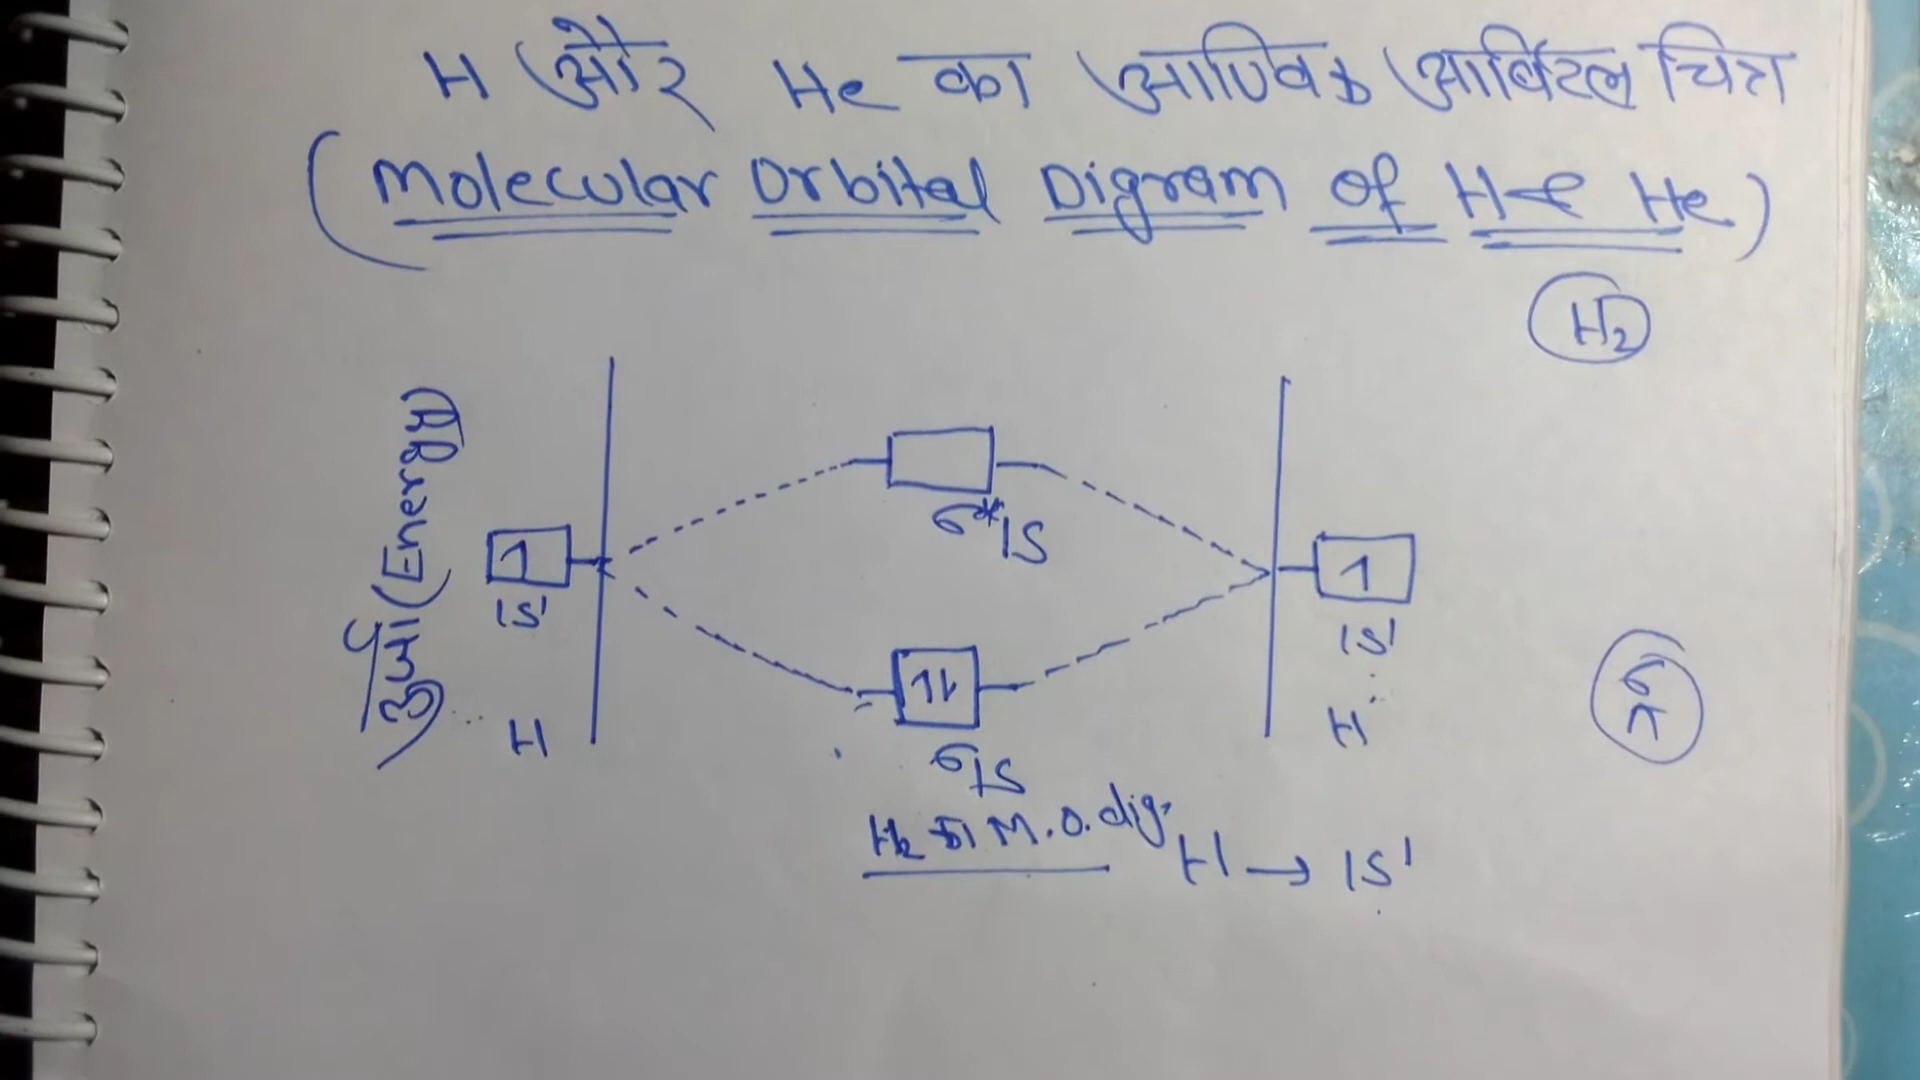 H और He का आण्विक आर्बिटल चित्र
(Molecular Orbital Digram of H & He)
H2
ऊर्जा (Energy)
σ*1S
1
1
1S¹
1S¹
σ
π
H
H
1↓
σ1S
H2 का M.O. dig.
H → 1S¹